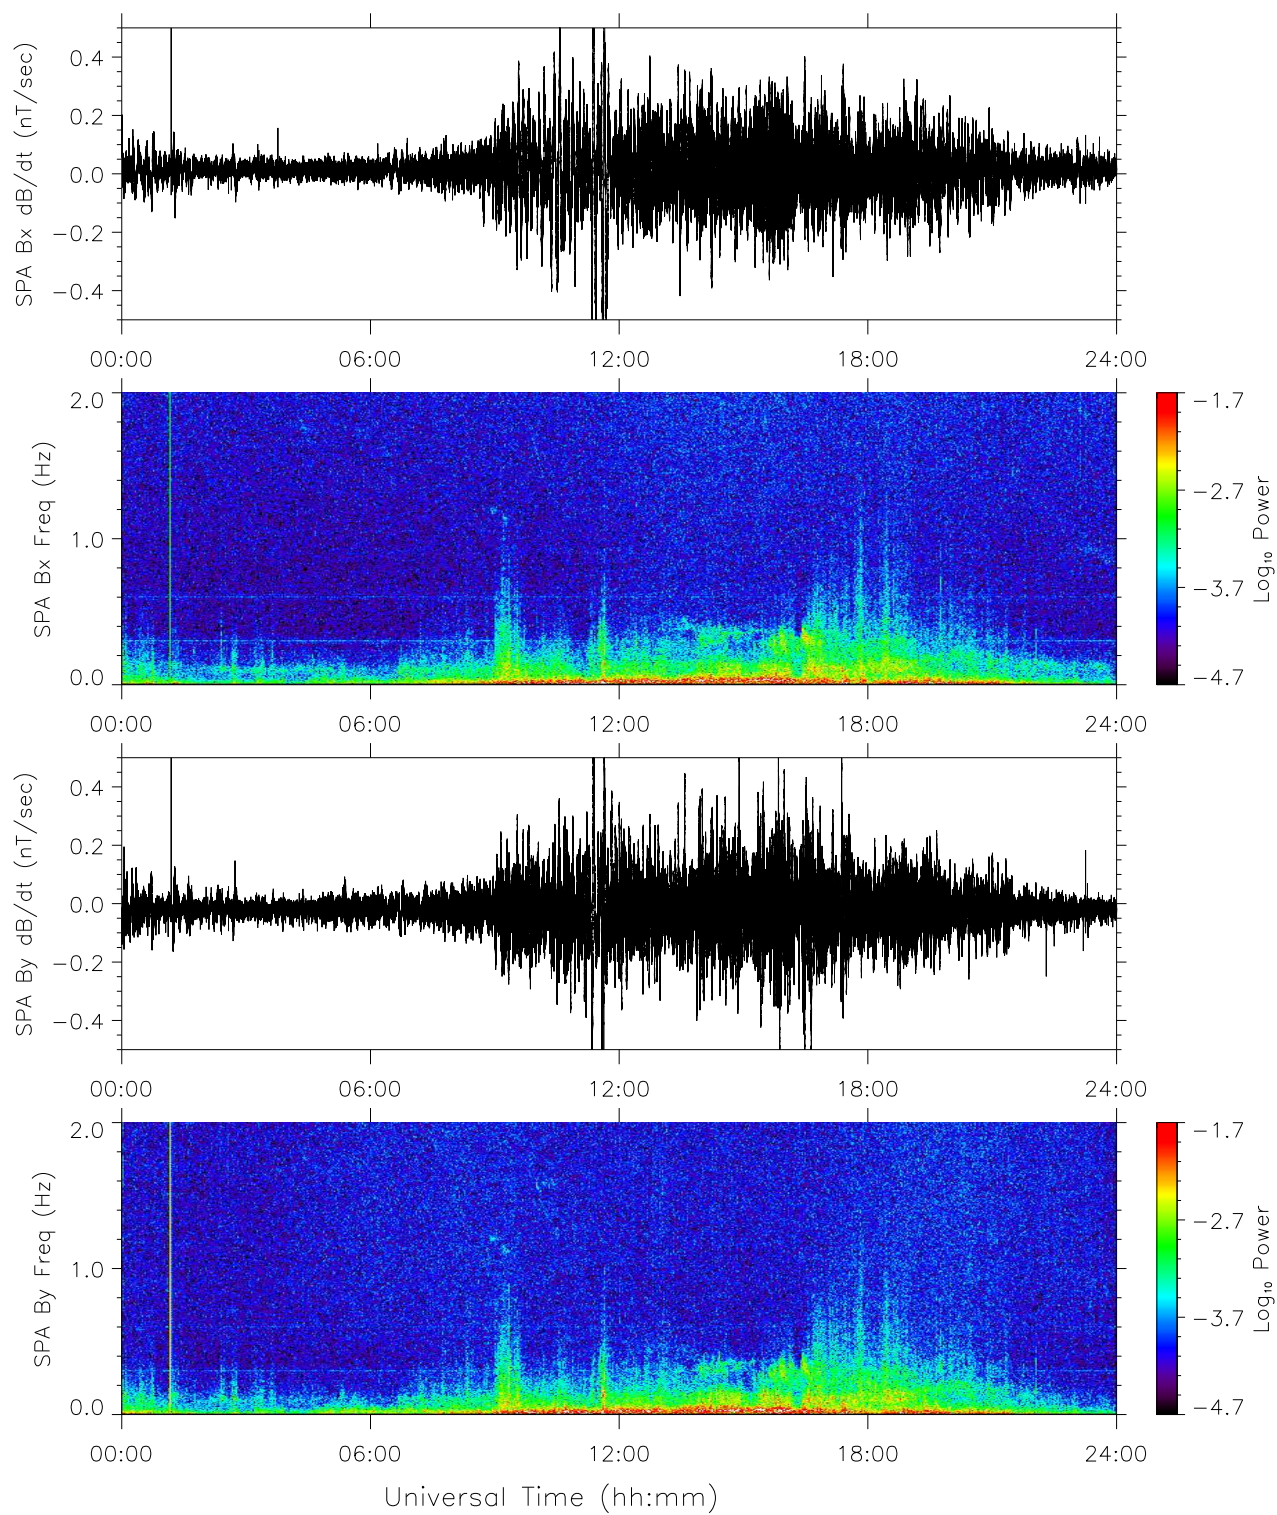 SPA Bx dB/dt (nT/sec)
0.4
0.2
0.0
−0.2
−0.4
00:00 06:00 12:00 18:00 24:00
SPA Bx Freq (Hz)
2.0
1.0
0.0
−1.7
−2.7
−3.7
−4.7
Log₁₀ Power
00:00 06:00 12:00 18:00 24:00
SPA By dB/dt (nT/sec)
0.4
0.2
0.0
−0.2
−0.4
00:00 06:00 12:00 18:00 24:00
SPA By Freq (Hz)
2.0
1.0
0.0
−1.7
−2.7
−3.7
−4.7
Log₁₀ Power
00:00 06:00 12:00 18:00 24:00
Universal Time (hh:mm)